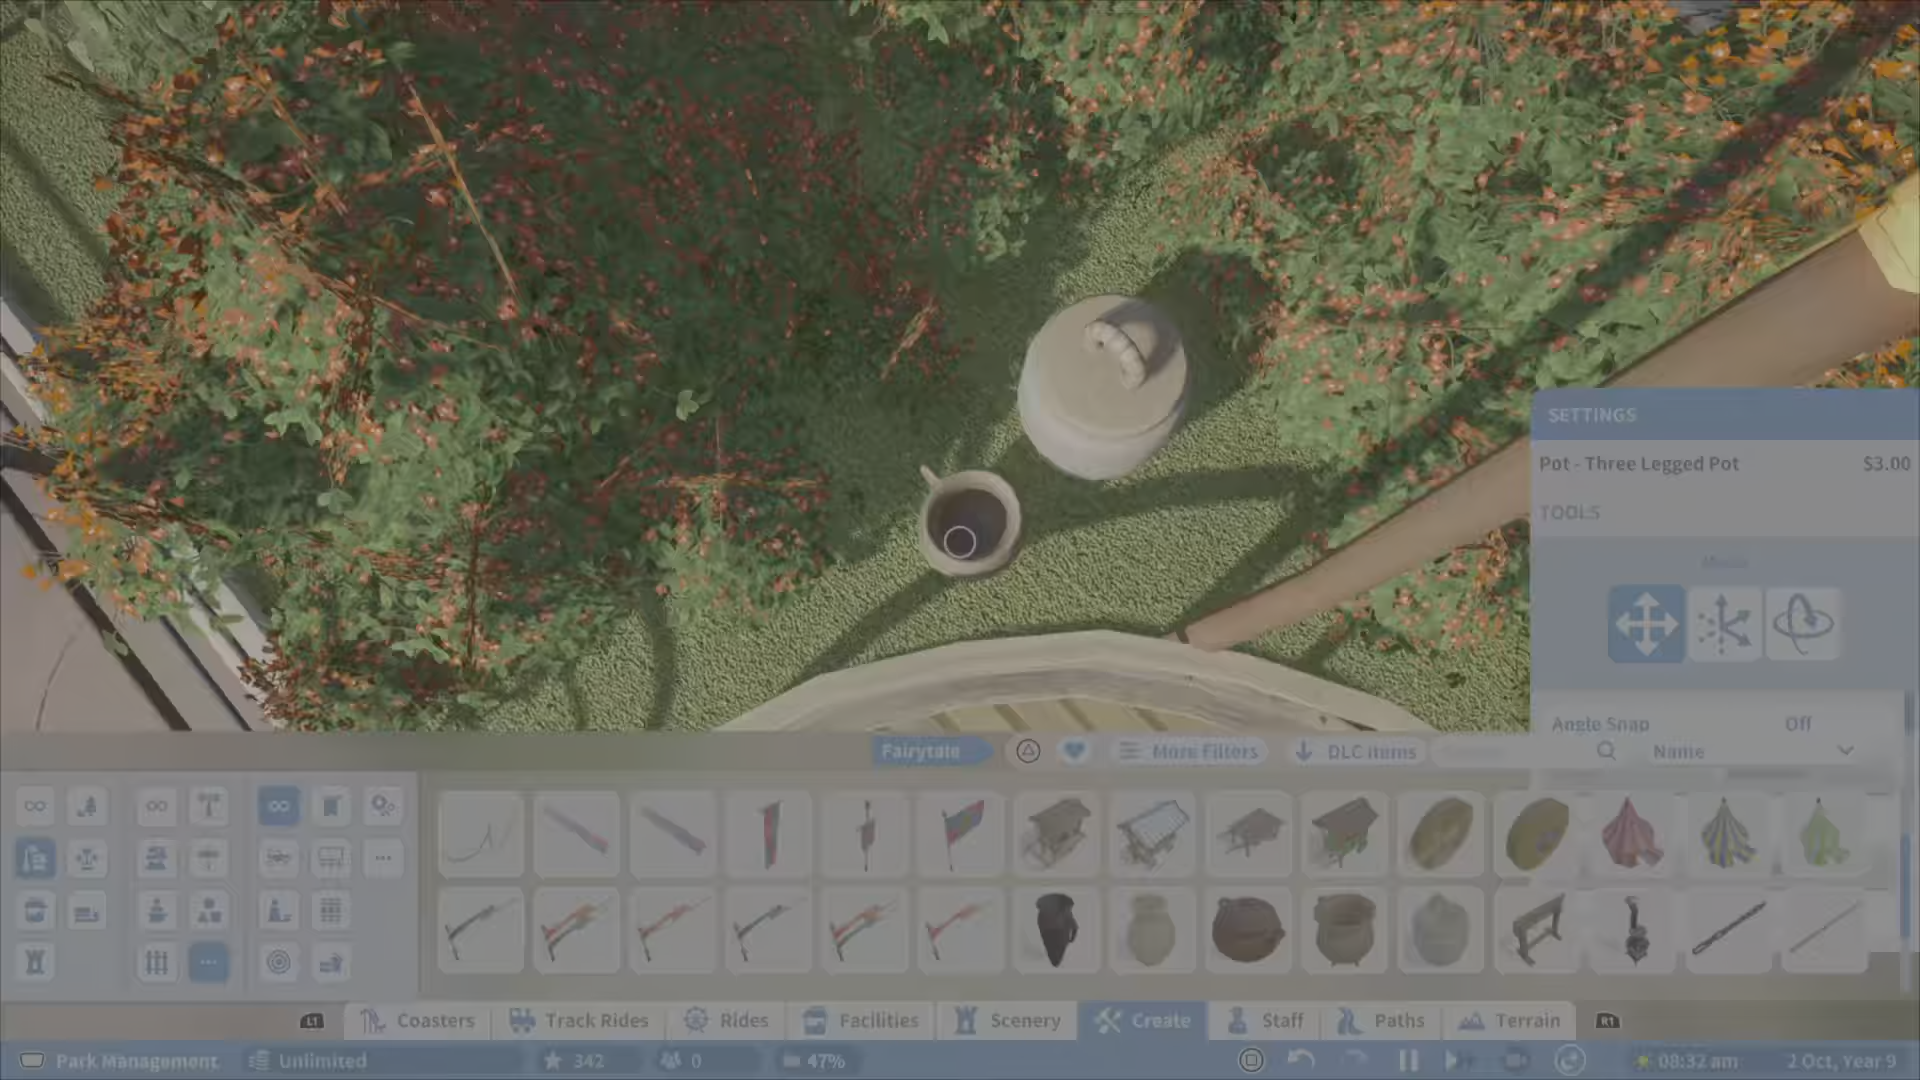 SETTINGS
Pot - Three Legged Pot $3.00
TOOLS
Angle Snap Off
Fairytale More Filters DLC items Name
L1 Coasters Track Rides Rides Facilities Scenery Create Staff Paths Terrain R1
Park Management Unlimited 342 0 47% 08:32 am 2 Oct, Year 9